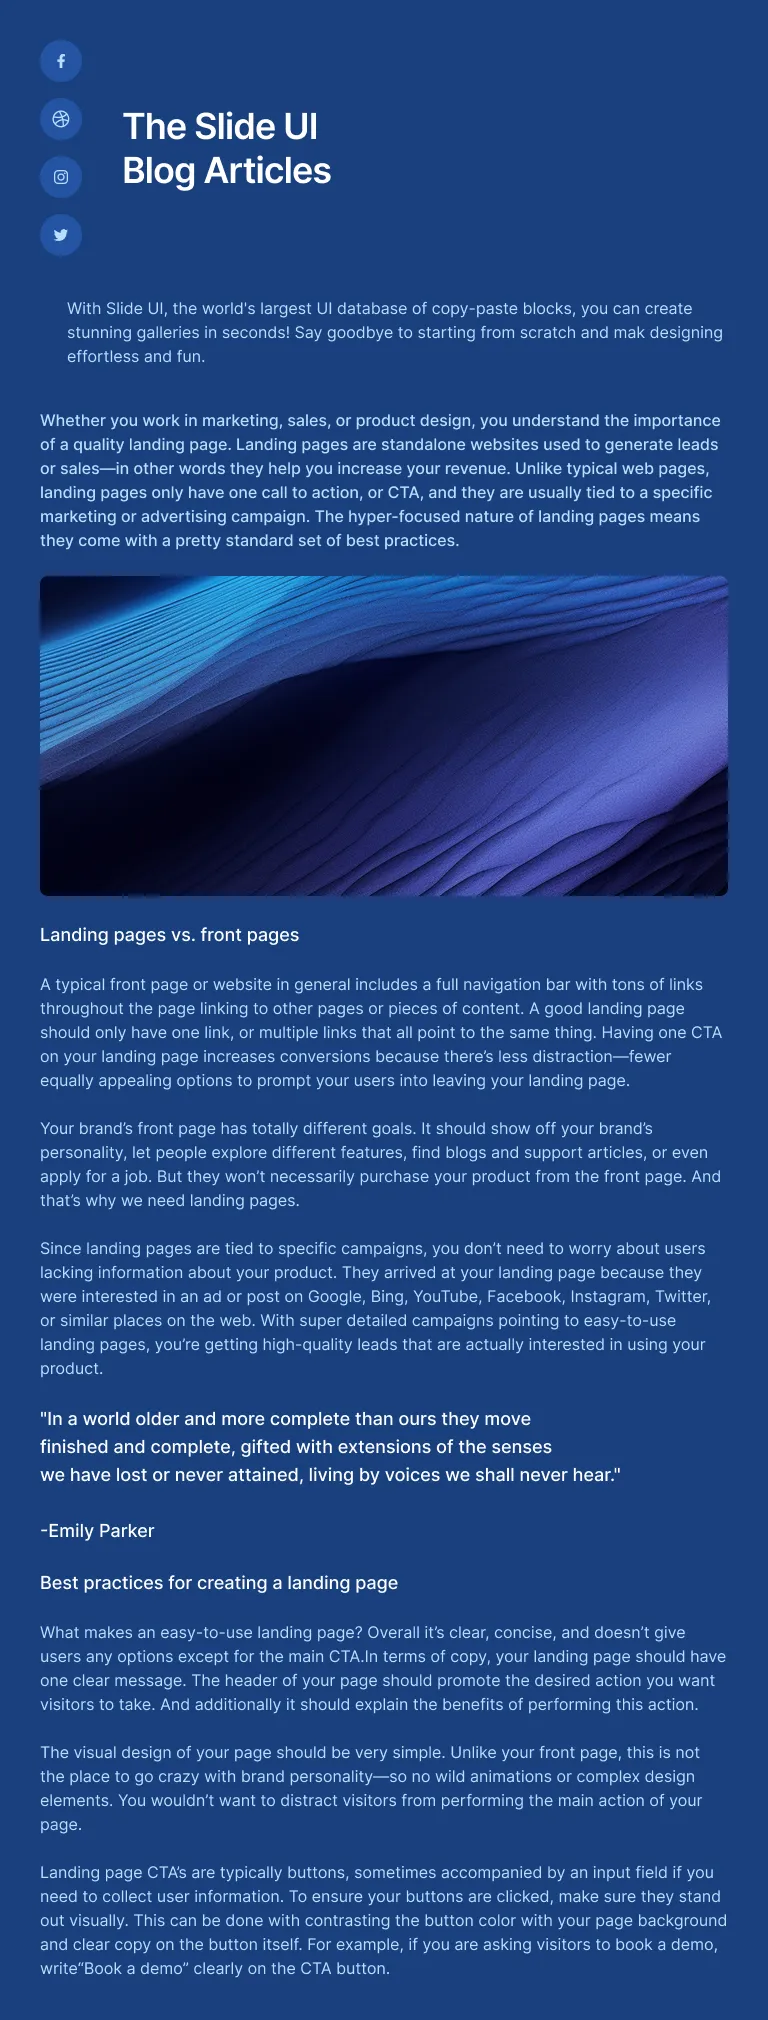 The Slide UI
Blog Articles
With Slide UI, the world's largest UI database of copy-paste blocks, you can create
stunning galleries in seconds! Say goodbye to starting from scratch and mak designing
effortless and fun.
Whether you work in marketing, sales, or product design, you understand the importance
of a quality landing page. Landing pages are standalone websites used to generate leads
or sales—in other words they help you increase your revenue. Unlike typical web pages,
landing pages only have one call to action, or CTA, and they are usually tied to a specific
marketing or advertising campaign. The hyper-focused nature of landing pages means
they come with a pretty standard set of best practices.
Landing pages vs. front pages
A typical front page or website in general includes a full navigation bar with tons of links
throughout the page linking to other pages or pieces of content. A good landing page
should only have one link, or multiple links that all point to the same thing. Having one CTA
on your landing page increases conversions because there’s less distraction—fewer
equally appealing options to prompt your users into leaving your landing page.
Your brand’s front page has totally different goals. It should show off your brand’s
personality, let people explore different features, find blogs and support articles, or even
apply for a job. But they won’t necessarily purchase your product from the front page. And
that’s why we need landing pages.
Since landing pages are tied to specific campaigns, you don’t need to worry about users
lacking information about your product. They arrived at your landing page because they
were interested in an ad or post on Google, Bing, YouTube, Facebook, Instagram, Twitter,
or similar places on the web. With super detailed campaigns pointing to easy-to-use
landing pages, you’re getting high-quality leads that are actually interested in using your
product.
"In a world older and more complete than ours they move
finished and complete, gifted with extensions of the senses
we have lost or never attained, living by voices we shall never hear."
-Emily Parker
Best practices for creating a landing page
What makes an easy-to-use landing page? Overall it’s clear, concise, and doesn’t give
users any options except for the main CTA.In terms of copy, your landing page should have
one clear message. The header of your page should promote the desired action you want
visitors to take. And additionally it should explain the benefits of performing this action.
The visual design of your page should be very simple. Unlike your front page, this is not
the place to go crazy with brand personality—so no wild animations or complex design
elements. You wouldn’t want to distract visitors from performing the main action of your
page.
Landing page CTA’s are typically buttons, sometimes accompanied by an input field if you
need to collect user information. To ensure your buttons are clicked, make sure they stand
out visually. This can be done with contrasting the button color with your page background
and clear copy on the button itself. For example, if you are asking visitors to book a demo,
write“Book a demo” clearly on the CTA button.